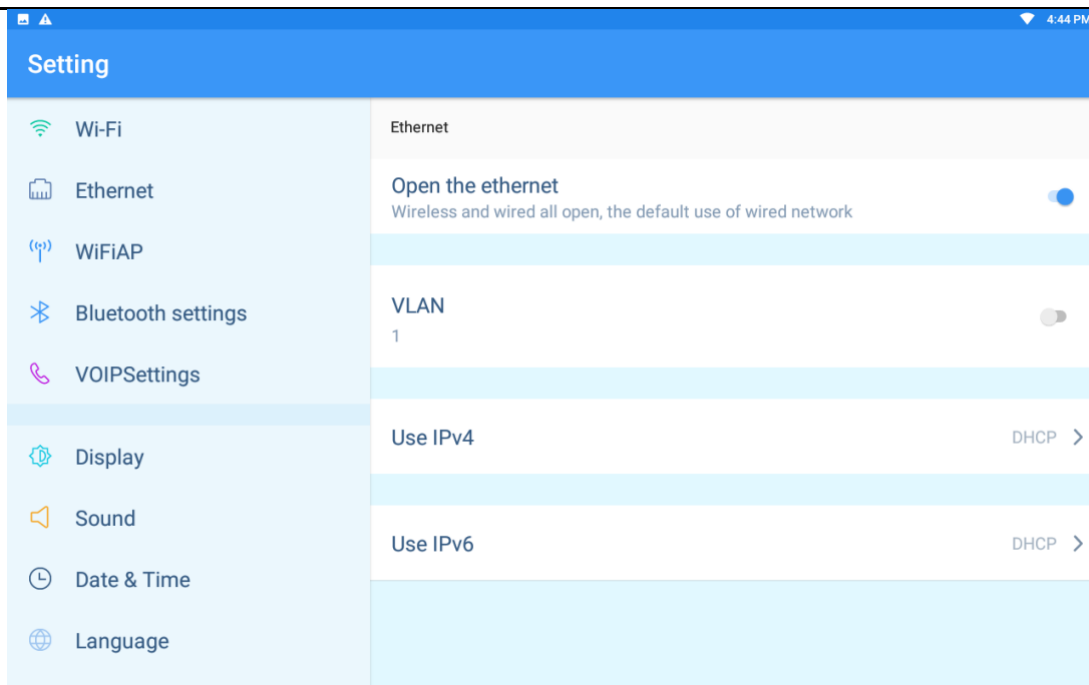 4:44 PM
Setting
Wi-Fi
Ethernet
WiFiAP
Bluetooth settings
VOIPSettings
Display
Sound
Date & Time
Language
Ethernet
Open the ethernet
Wireless and wired all open, the default use of wired network
VLAN
1
Use IPv4
DHCP
Use IPv6
DHCP